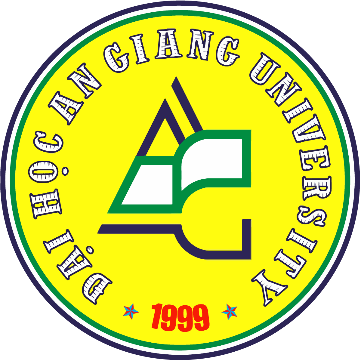 ĐẠI HỌC AN GIANG UNIVERSITY
1999